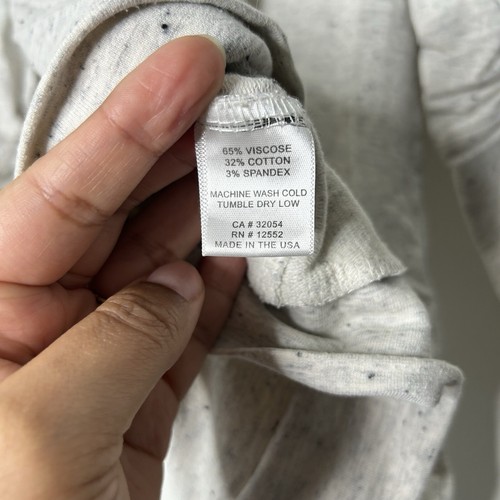 65% VISCOSE
32% COTTON
3% SPANDEX
MACHINE WASH COLD
TUMBLE DRY LOW
CA # 32054
RN # 12552
MADE IN THE USA